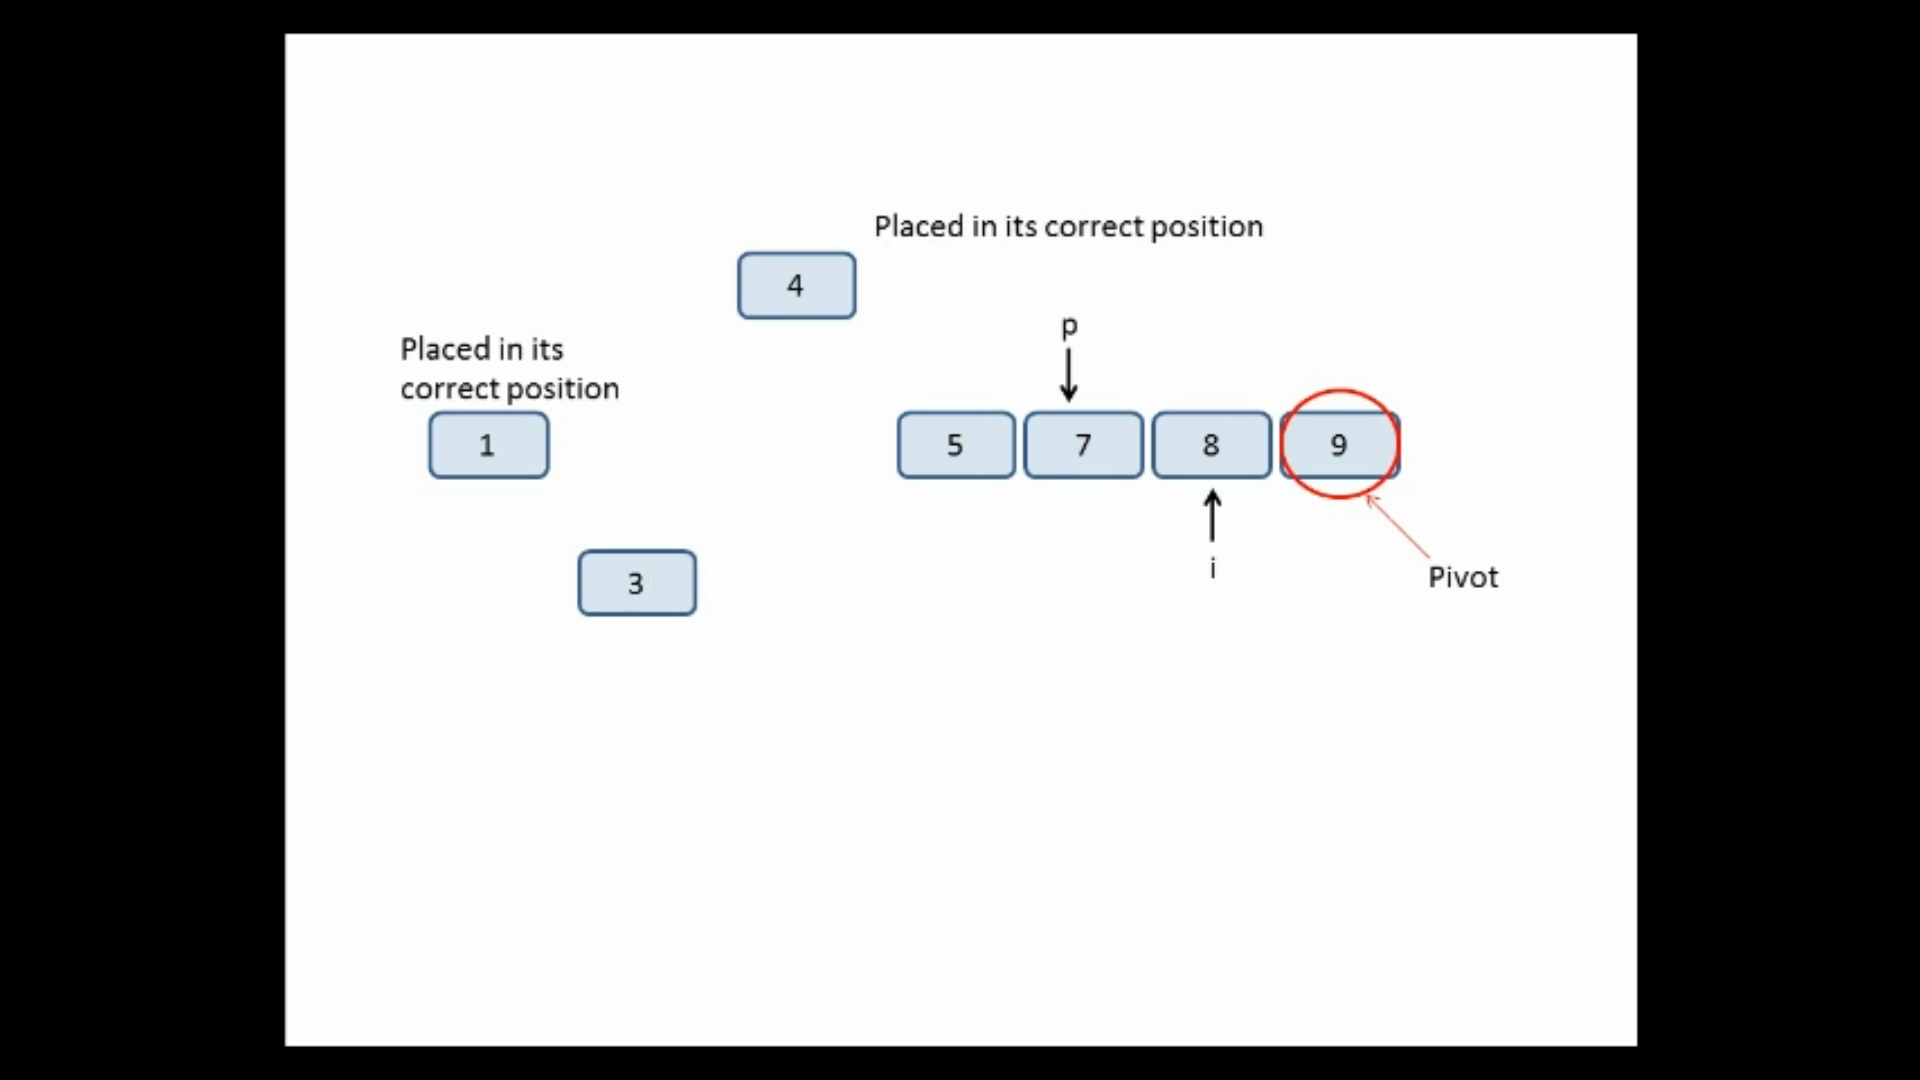 Placed in its correct position
4
p
Placed in its
correct position
1
5 7 8 9
3
i
Pivot